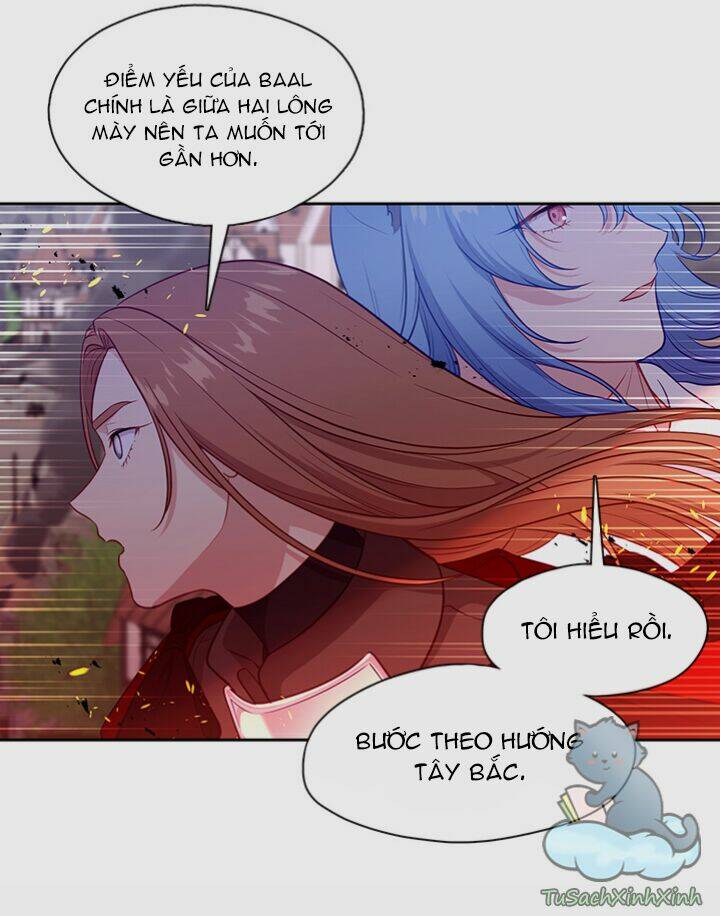 ĐIỂM YẾU CỦA BAAL
CHÍNH LÀ GIỮA HAI LÔNG
MÀY NÊN TA MUỐN TỚI
GẦN HƠN.
TÔI HIỂU RỒI.
BƯỚC THEO HƯỚNG
TÂY BẮC.
TuSachXinhXinh